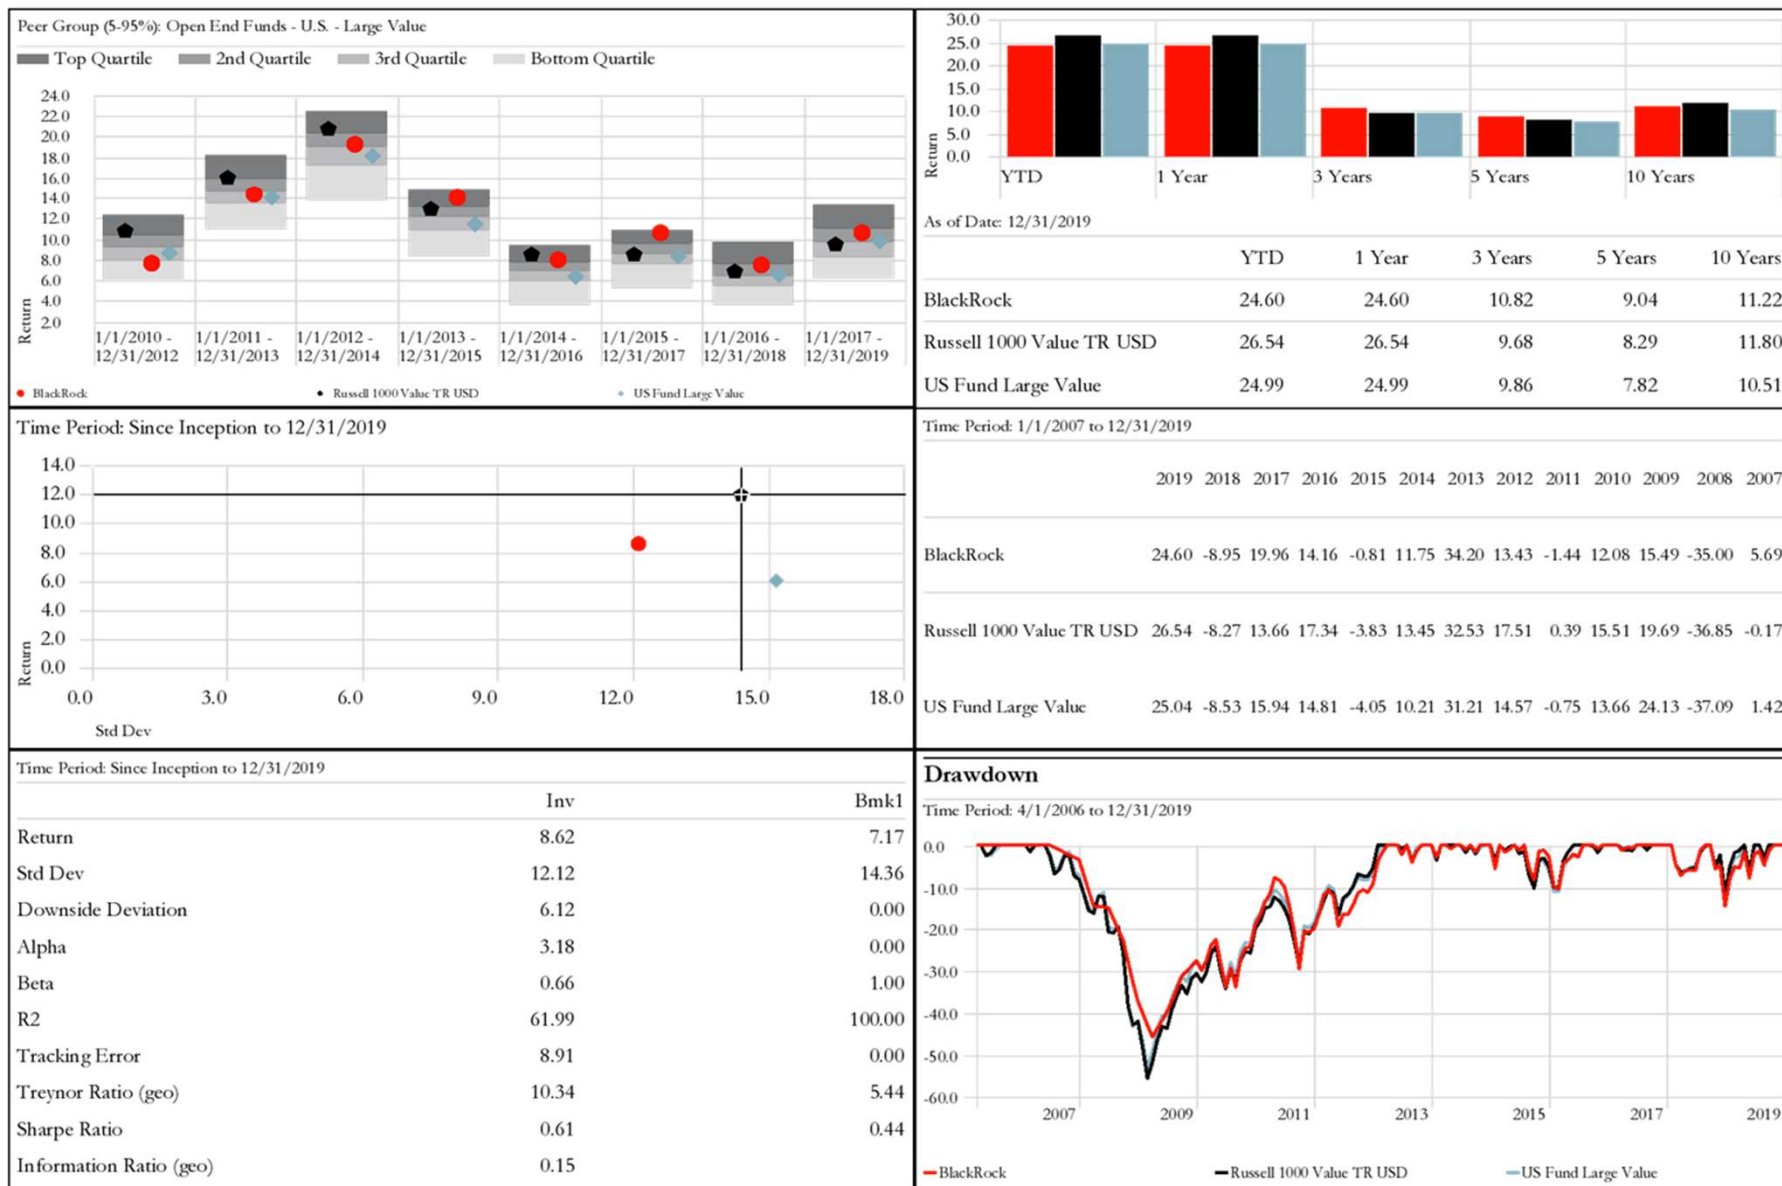 Peer Group (5-95%): Open End Funds - U.S. - Large Value
Top Quartile 2nd Quartile 3rd Quartile Bottom Quartile
24.0
22.0
20.0
18.0
16.0
14.0
12.0
10.0
8.0
6.0
4.0
2.0
Return
1/1/2010 - 1/1/2011 - 1/1/2012 - 1/1/2013 - 1/1/2014 - 1/1/2015 - 1/1/2016 - 1/1/2017 -
12/31/2012 12/31/2013 12/31/2014 12/31/2015 12/31/2016 12/31/2017 12/31/2018 12/31/2019
BlackRock Russell 1000 Value TR USD US Fund Large Value
30.0
25.0
20.0
15.0
10.0
5.0
0.0
Return
YTD 1 Year 3 Years 5 Years 10 Years
As of Date: 12/31/2019
YTD 1 Year 3 Years 5 Years 10 Years
BlackRock 24.60 24.60 10.82 9.04 11.22
Russell 1000 Value TR USD 26.54 26.54 9.68 8.29 11.80
US Fund Large Value 24.99 24.99 9.86 7.82 10.51
Time Period: Since Inception to 12/31/2019
14.0
12.0
10.0
8.0
6.0
4.0
2.0
0.0
Return
0.0 3.0 6.0 9.0 12.0 15.0 18.0
Std Dev
Time Period: 1/1/2007 to 12/31/2019
2019 2018 2017 2016 2015 2014 2013 2012 2011 2010 2009 2008 2007
BlackRock 24.60 -8.95 19.96 14.16 -0.81 11.75 34.20 13.43 -1.44 12.08 15.49 -35.00 5.69
Russell 1000 Value TR USD 26.54 -8.27 13.66 17.34 -3.83 13.45 32.53 17.51 0.39 15.51 19.69 -36.85 -0.17
US Fund Large Value 25.04 -8.53 15.94 14.81 -4.05 10.21 31.21 14.57 -0.75 13.66 24.13 -37.09 1.42
Time Period: Since Inception to 12/31/2019
Inv Bmk1
Return 8.62 7.17
Std Dev 12.12 14.36
Downside Deviation 6.12 0.00
Alpha 3.18 0.00
Beta 0.66 1.00
R2 61.99 100.00
Tracking Error 8.91 0.00
Treynor Ratio (geo) 10.34 5.44
Sharpe Ratio 0.61 0.44
Information Ratio (geo) 0.15
Drawdown
Time Period: 4/1/2006 to 12/31/2019
0.0
-10.0
-20.0
-30.0
-40.0
-50.0
-60.0
2007 2009 2011 2013 2015 2017 2019
BlackRock Russell 1000 Value TR USD US Fund Large Value